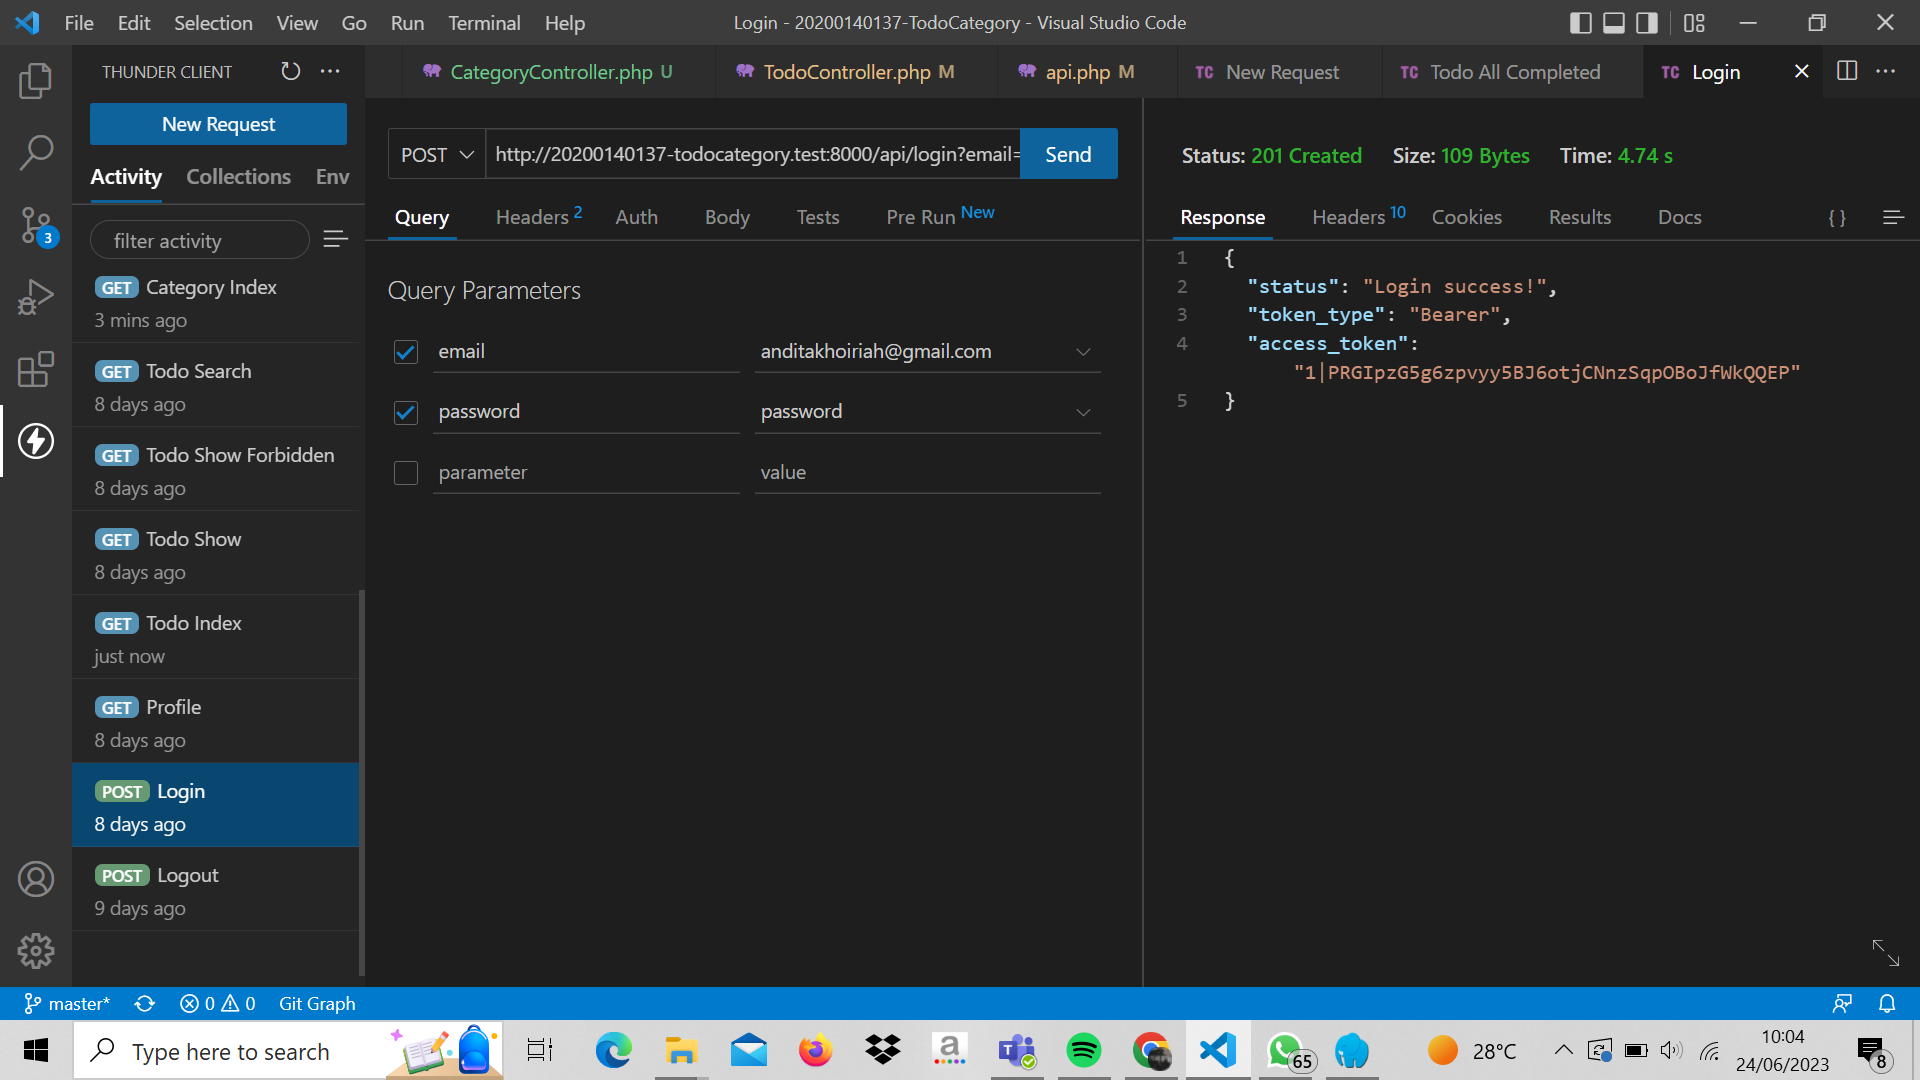 File Edit Selection View Go Run Terminal Help
Login - 20200140137-TodoCategory - Visual Studio Code
THUNDER CLIENT
CategoryController.php U
TodoController.php M
api.php M
TC New Request
TC Todo All Completed
TC Login
New Request
Activity Collections Env
filter activity
GET Category Index
3 mins ago
GET Todo Search
8 days ago
GET Todo Show Forbidden
8 days ago
GET Todo Show
8 days ago
GET Todo Index
just now
GET Profile
8 days ago
POST Login
8 days ago
POST Logout
9 days ago
3
POST http://20200140137-todocategory.test:8000/api/login?email= Send
Query Headers 2 Auth Body Tests Pre Run New
Query Parameters
email anditakhoiriah@gmail.com
password password
parameter value
Status: 201 Created Size: 109 Bytes Time: 4.74 s
Response Headers 10 Cookies Results Docs { }
1 {
2 "status": "Login success!",
3 "token_type": "Bearer",
4 "access_token":
"1|PRGIpzG5g6zpvyy5BJ6otjCNnzSqpOBoJfWkQQEP"
5 }
master* 0 0 Git Graph
Type here to search
a
65
28°C
10:04
24/06/2023
8